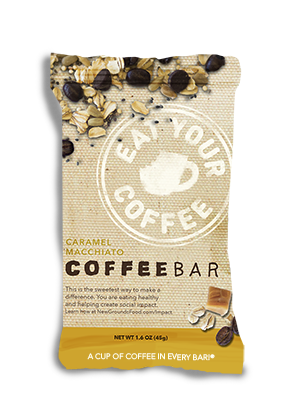 EAT YOUR
COFFEE
CARAMEL
MACCHIATO
COFFEEBAR
This is the sweetest way to make a
difference. You are eating healthy
and helping create social impact.
Learn how at NewGroundsFood.com/impact.
NET WT 1.6 OZ (45g)
A CUP OF COFFEE IN EVERY BAR!®